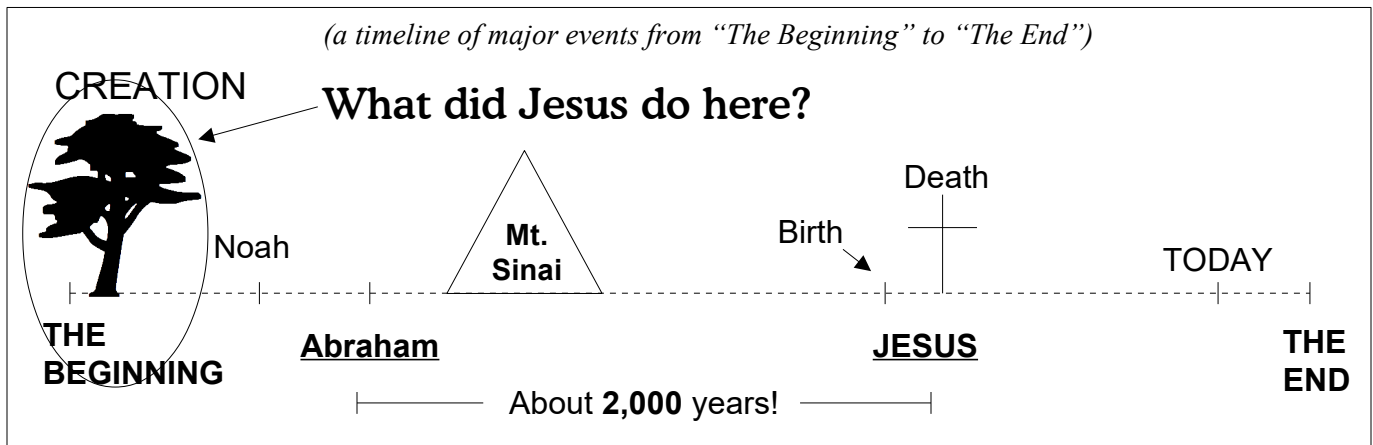 (a timeline of major events from “The Beginning” to “The End”)
CREATION
What did Jesus do here?
Death
Mt.
Sinai
Birth
Noah
TODAY
THE
BEGINNING
Abraham
JESUS
THE
END
About 2,000 years!